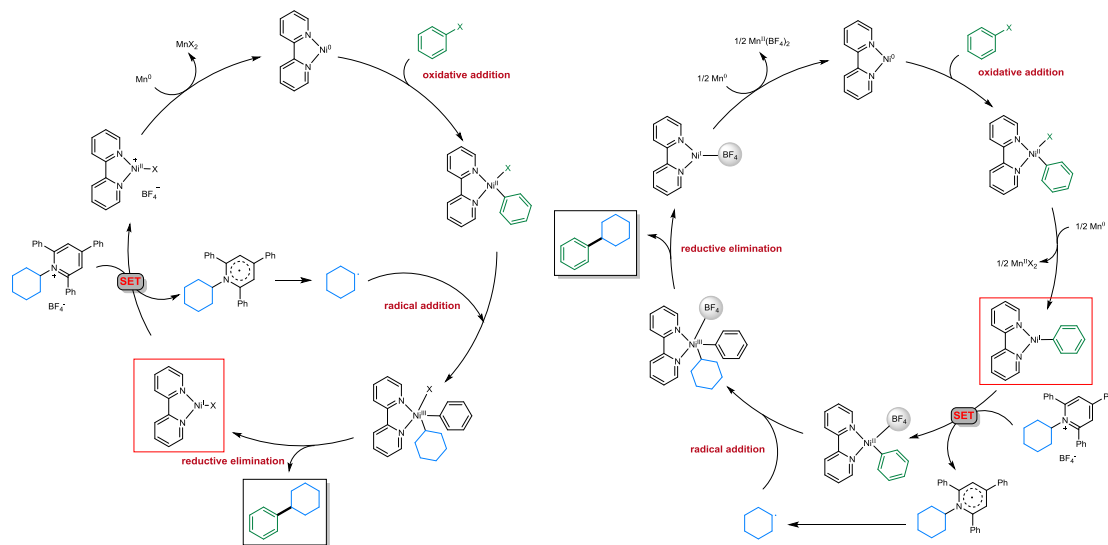 MnX₂
Mn⁰
N
N
Ni⁰
X
oxidative addition
N
N
+
Niᴵᴵ
X
BF₄⁻
N
N
Niᴵᴵ
X
Ph
Ph
N
+
Ph
BF₄⁻
SET
Ph
Ph
N
•
Ph
•
radical addition
N
N
Niᴵ
X
N
N
Niᴵᴵᴵ
X
reductive elimination
1/2 Mnᴵᴵ(BF₄)₂
1/2 Mn⁰
N
N
Ni⁰
X
oxidative addition
N
N
Niᴵ
BF₄
N
N
Niᴵᴵ
X
1/2 Mn⁰
1/2 MnᴵᴵX₂
reductive elimination
N
N
Niᴵ
N
N
Niᴵᴵᴵ
BF₄
SET
Ph
P
N
+
Ph
BF₄⁻
N
N
Niᴵᴵ
BF₄
radical addition
Ph
Ph
N
•
Ph
•